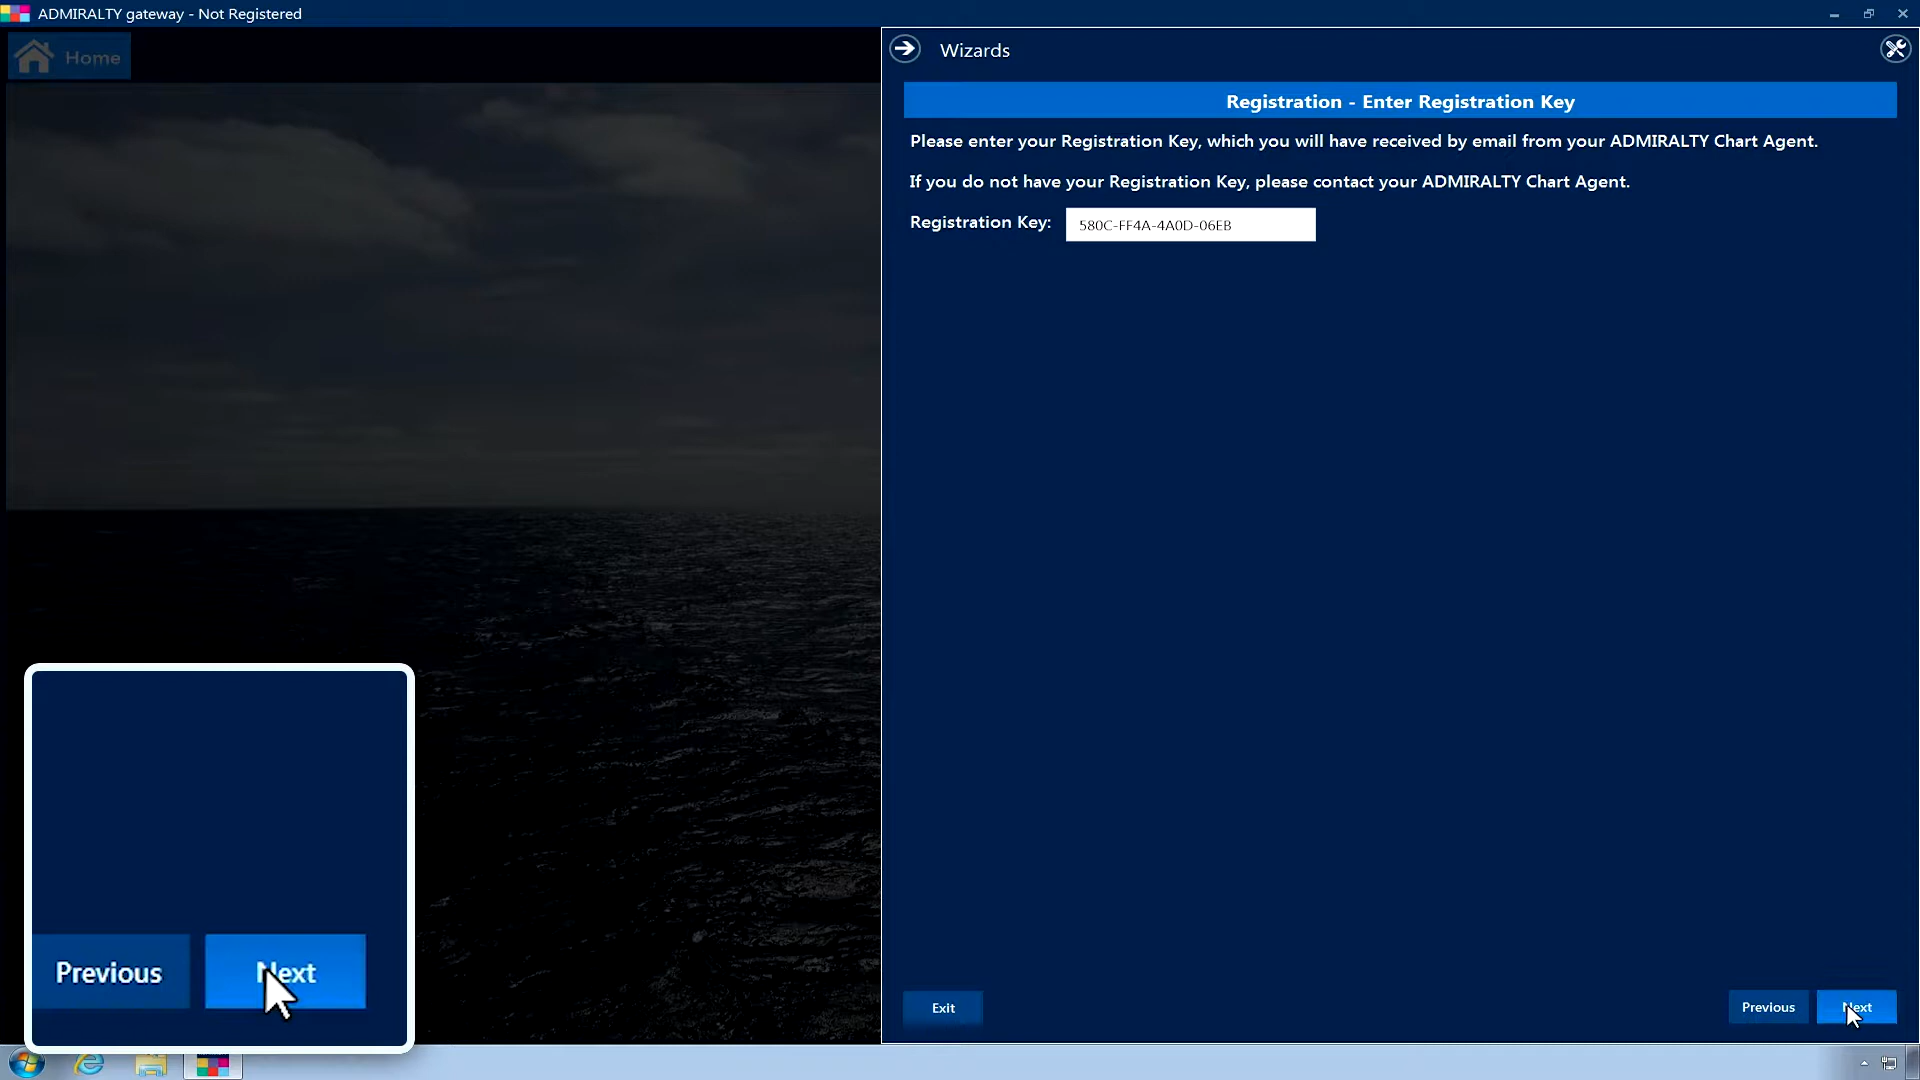 ADMIRALTY gateway - Not Registered
Home
Wizards
Registration - Enter Registration Key
Please enter your Registration Key, which you will have received by email from your ADMIRALTY Chart Agent.
If you do not have your Registration Key, please contact your ADMIRALTY Chart Agent.
Registration Key: 580C-FF4A-4A0D-06EB
Previous Next
Exit Previous Next